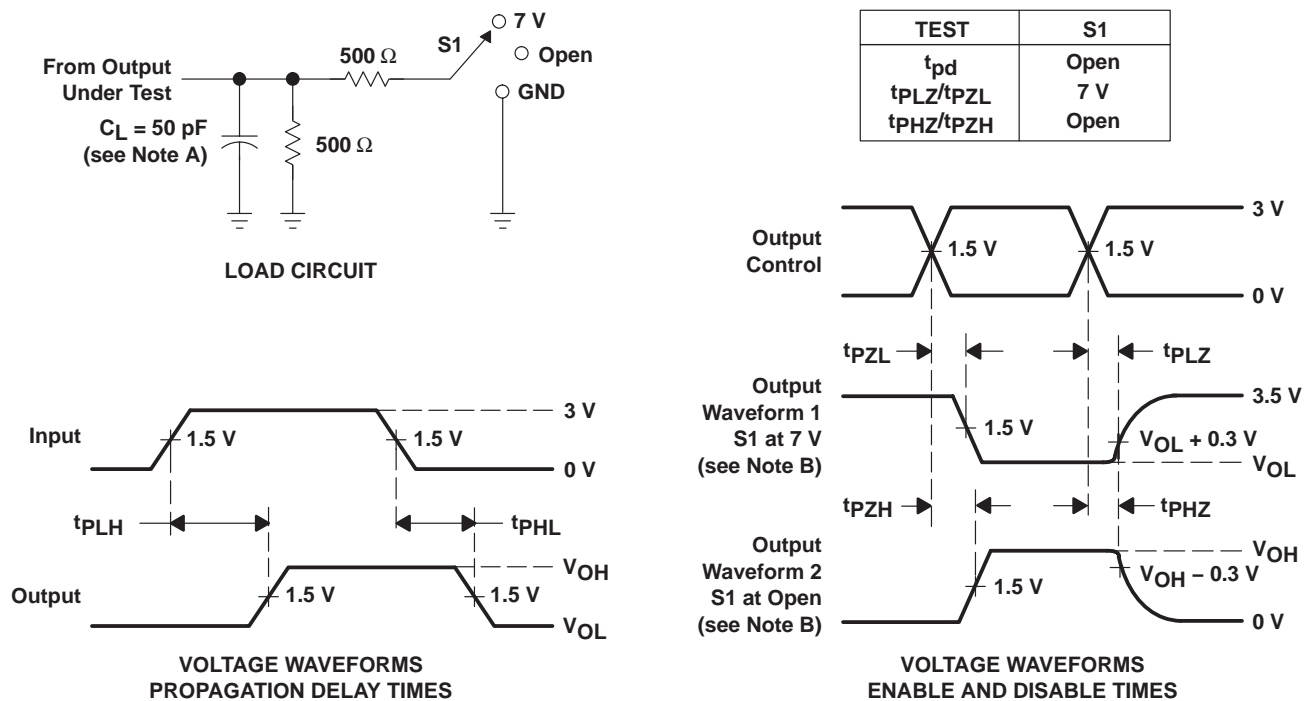 From Output
Under Test
C_L = 50 pF
(see Note A)
500 Ω
500 Ω
S1
7 V
Open
GND
LOAD CIRCUIT
TEST S1
t_pd Open
t_PLZ/t_PZL 7 V
t_PHZ/t_PZH Open
Input
1.5 V
1.5 V
3 V
0 V
t_PLH
t_PHL
Output
1.5 V
1.5 V
V_OH
V_OL
VOLTAGE WAVEFORMS
PROPAGATION DELAY TIMES
Output
Control
1.5 V
1.5 V
3 V
0 V
t_PZL
t_PLZ
Output
Waveform 1
S1 at 7 V
(see Note B)
1.5 V
3.5 V
V_OL + 0.3 V
V_OL
t_PZH
t_PHZ
Output
Waveform 2
S1 at Open
(see Note B)
1.5 V
V_OH
V_OH – 0.3 V
0 V
VOLTAGE WAVEFORMS
ENABLE AND DISABLE TIMES